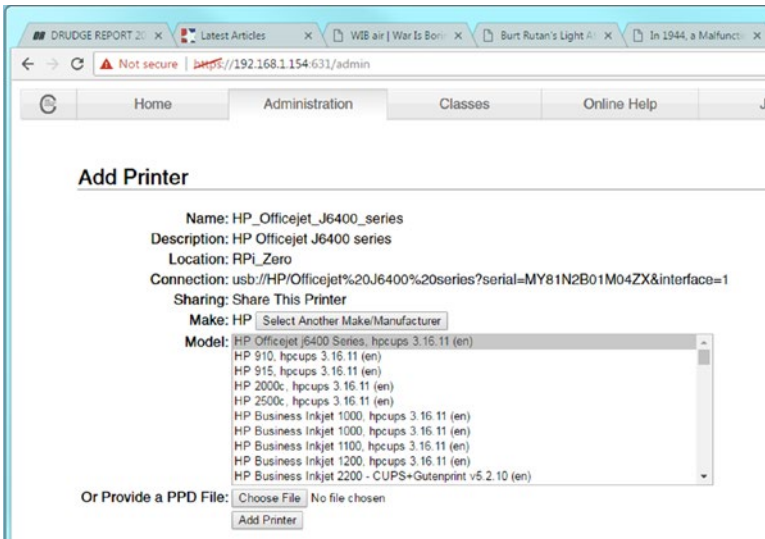 DRUDGE REPORT 20
Latest Articles
WIB air | War Is Borin
Burt Rutan's Light A
In 1944, a Malfuncti
Not secure | https://192.168.1.154:631/admin
Home Administration Classes Online Help J
Add Printer
Name: HP_Officejet_J6400_series
Description: HP Officejet J6400 series
Location: RPi_Zero
Connection: usb://HP/Officejet%20J6400%20series?serial=MY81N2B01M04ZX&interface=1
Sharing: Share This Printer
Make: HP Select Another Make/Manufacturer
Model: HP Officejet j6400 Series, hpcups 3.16.11 (en)
HP 910, hpcups 3.16.11 (en)
HP 915, hpcups 3.16.11 (en)
HP 2000c, hpcups 3.16.11 (en)
HP 2500c, hpcups 3.16.11 (en)
HP Business Inkjet 1000, hpcups 3.16.11 (en)
HP Business Inkjet 1000, hpcups 3.16.11 (en)
HP Business Inkjet 1100, hpcups 3.16.11 (en)
HP Business Inkjet 1200, hpcups 3.16.11 (en)
HP Business Inkjet 2200 - CUPS+Gutenprint v5.2.10 (en)
Or Provide a PPD File: Choose File No file chosen
Add Printer